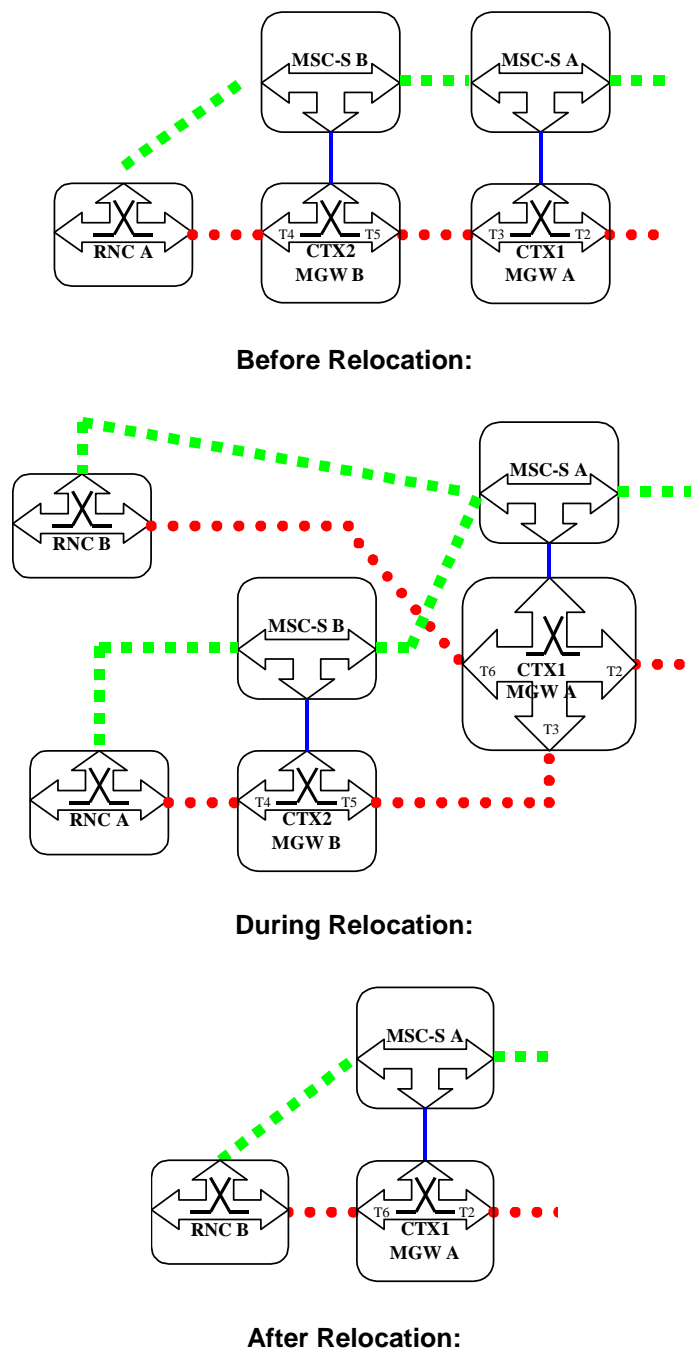 MSC-S B
MSC-S A
RNC A
T4
T5
CTX2
MGW B
T3
T2
CTX1
MGW A
Before Relocation:
MSC-S A
RNC B
MSC-S B
T6
T2
CTX1
MGW A
T3
RNC A
T4
T5
CTX2
MGW B
During Relocation:
MSC-S A
RNC B
T6
T2
CTX1
MGW A
After Relocation: